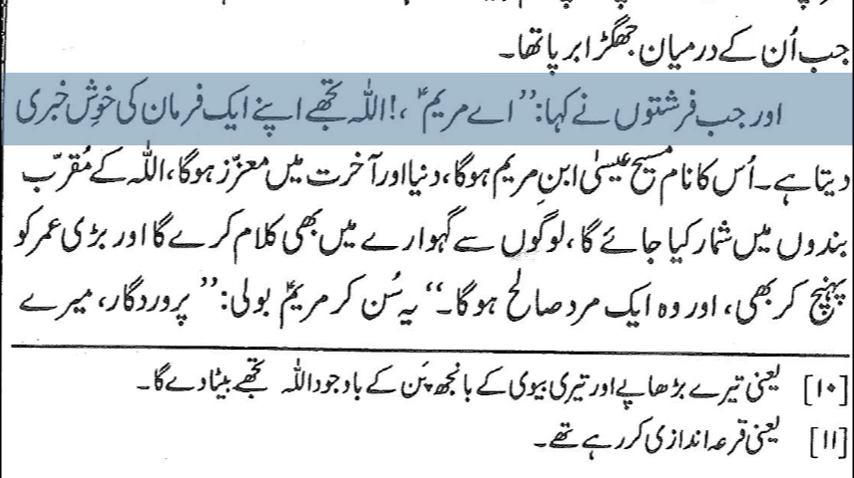 جب اُن کے درمیان جھگڑا برپا تھا۔
اور جب فرشتوں نے کہا: ’’اے مریمؑ ،! اللہ تجھے اپنے ایک فرمان کی خوش خبری
دیتا ہے۔ اُس کا نام مسیح عیسیٰ ابنِ مریم ہوگا، دنیا اور آخرت میں معزّز ہوگا، اللہ کے مُقرّب
بندوں میں شمار کیا جائے گا، لوگوں سے گہوارے میں بھی کلام کرے گا اور بڑی عمر کو
پہنچ کر بھی، اور وہ ایک مرد صالح ہوگا۔‘‘ یہ سُن کر مریمؑ بولی: ’’پروردگار، میرے
[۱۰] یعنی تیرے بڑھاپے اور تیری بیوی کے بانجھ پَن کے باوجود اللہ تجھے بیٹا دے گا۔
[۱۱] یعنی قرعہ اندازی کر رہے تھے۔